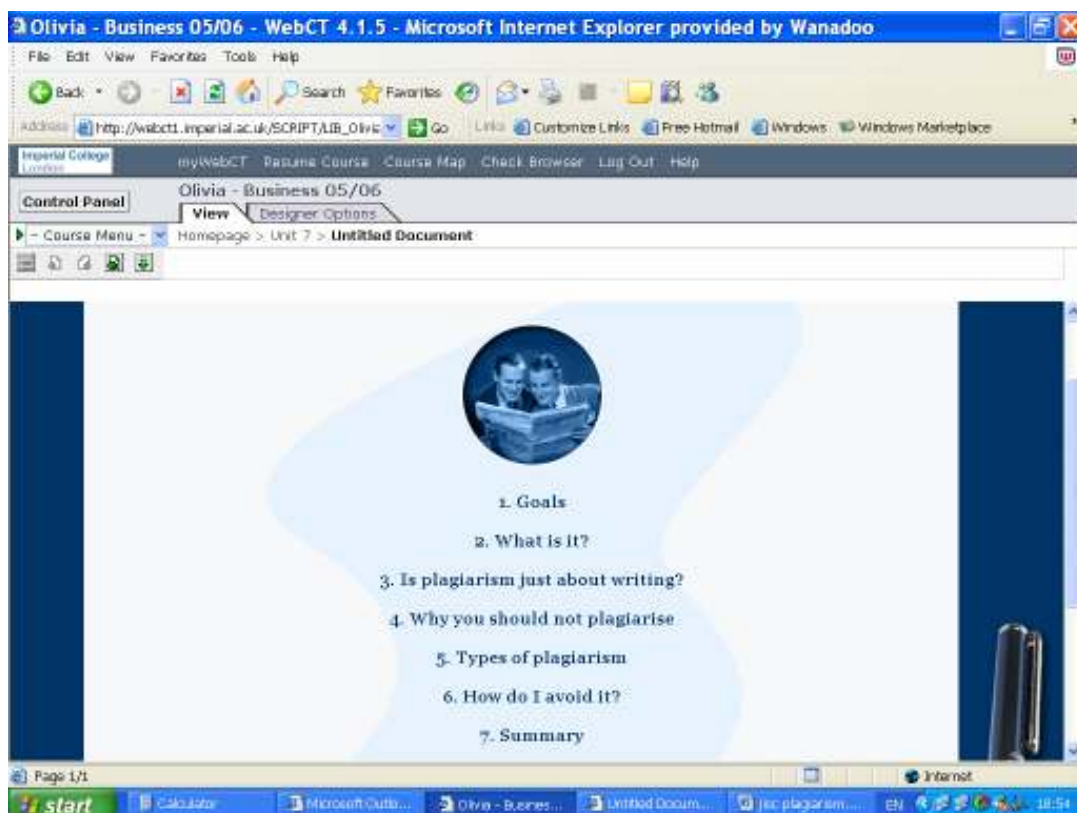 Olivia - Business 05/06 - WebCT 4.1.5 - Microsoft Internet Explorer provided by Wanadoo
File Edit View Favorites Tools Help
Back Search Favorites
Address http://webct1.imperial.ac.uk/SCRIPT/LIB_Olivia Go Links Customize Links Free Hotmail Windows Windows Marketplace
Imperial College London myWebCT Resume Course Course Map Check Browser Log Out Help
Control Panel
Olivia - Business 05/06
View Designer Options
- Course Menu - Homepage > Unit 7 > Untitled Document
1. Goals
2. What is it?
3. Is plagiarism just about writing?
4. Why you should not plagiarise
5. Types of plagiarism
6. How do I avoid it?
7. Summary
Page 1/1 Internet
start Calculator Microsoft Outlo... Olivia - Busines... Untitled Docum... jisc plagiarism.... EN 18:54